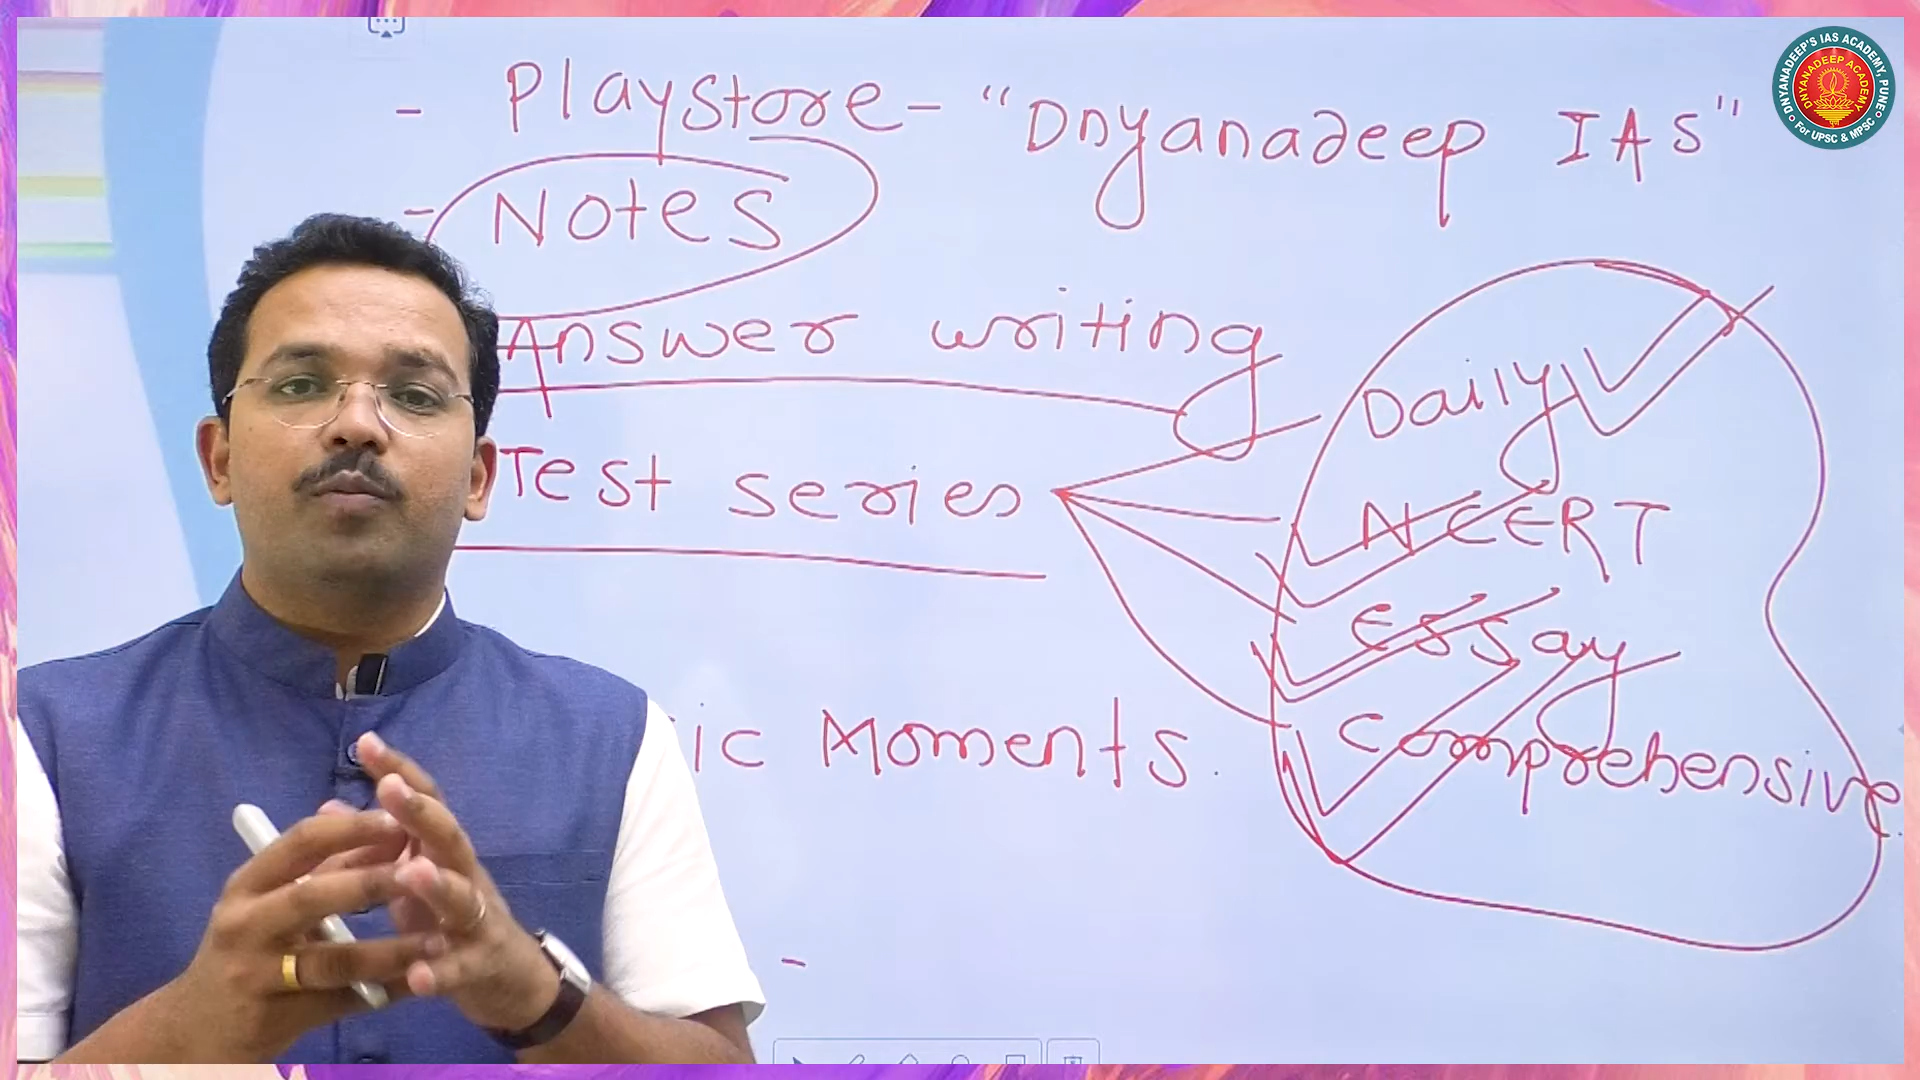 - Playstore - "Dnyanadeep IAS"
- Notes
Answer writing
Test series
Daily
NCERT
Essay
Comprehensive.
ic Moments.
-
DNYANADEEP'S IAS ACADEMY, PUNE
DNYANADEEP ACADEMY
For UPSC & MPSC